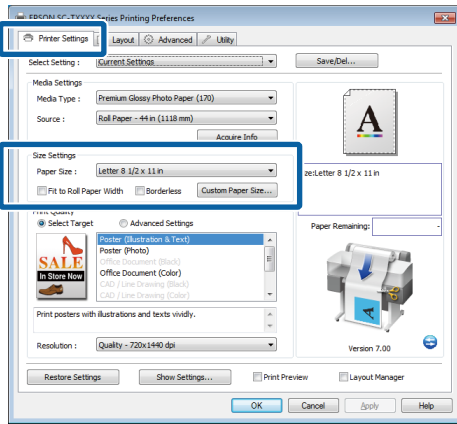 EPSON SC-TXXXX Series Printing Preferences
Printer Settings Layout Advanced Utility
Select Setting : Current Settings Save/Del...
Media Settings
Media Type : Premium Glossy Photo Paper (170)
Source : Roll Paper - 44 in (1118 mm)
Acquire Info
Size Settings
Paper Size : Letter 8 1/2 x 11 in
ze:Letter 8 1/2 x 11 in
Fit to Roll Paper Width Borderless Custom Paper Size...
Print Quality
Select Target Advanced Settings
Paper Remaining: -
SALE
In Store Now
Poster (Illustration & Text)
Poster (Photo)
Office Document (Black)
Office Document (Color)
CAD / Line Drawing (Black)
CAD / Line Drawing (Color)
Print posters with illustrations and texts vividly.
Resolution : Quality - 720x1440 dpi
Version 7.00
Restore Settings Show Settings... Print Preview Layout Manager
OK Cancel Apply Help
A
A